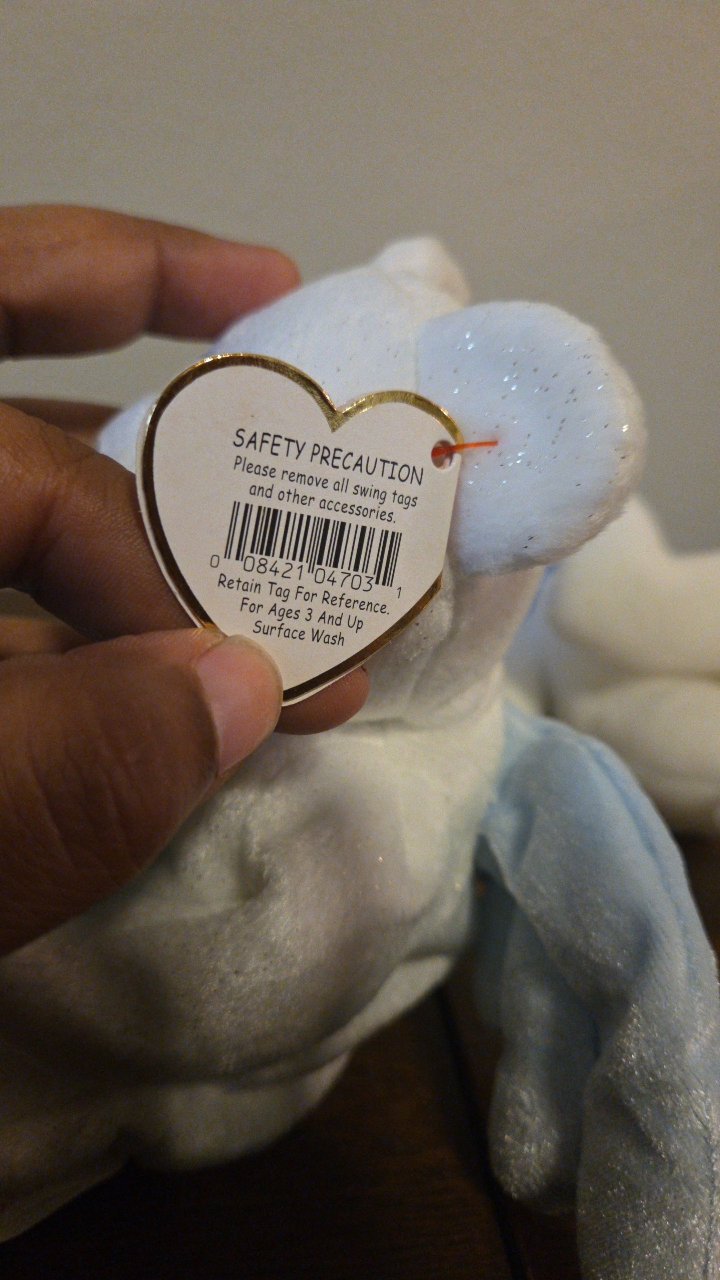 SAFETY PRECAUTION
Please remove all swing tags
and other accessories.
0 08421 04703 1
Retain Tag For Reference.
For Ages 3 And Up
Surface Wash